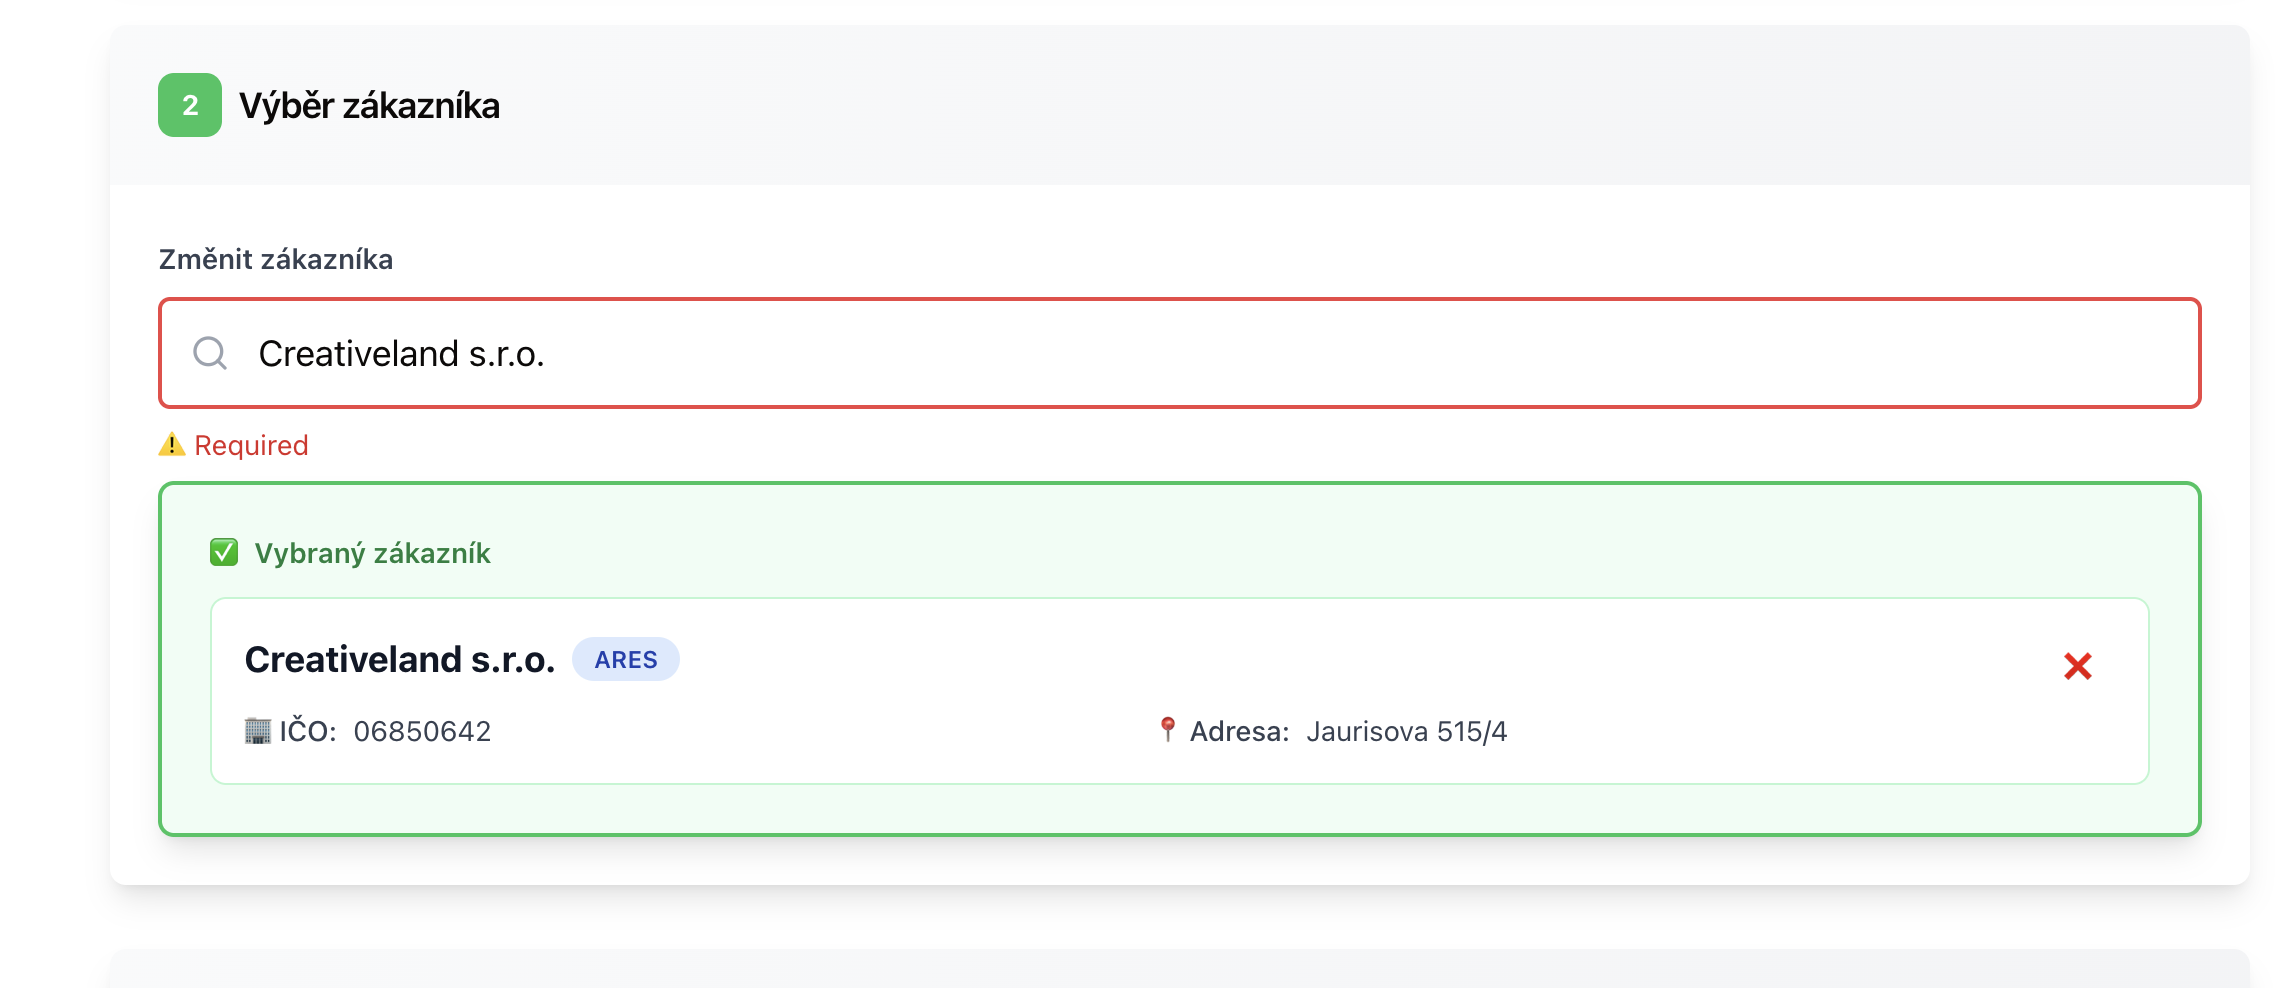 2 Výběr zákazníka
Změnit zákazníka
Creativeland s.r.o.
⚠️ Required
✅ Vybraný zákazník
Creativeland s.r.o. ARES
🏢 IČO: 06850642
📍 Adresa: Jaurisova 515/4